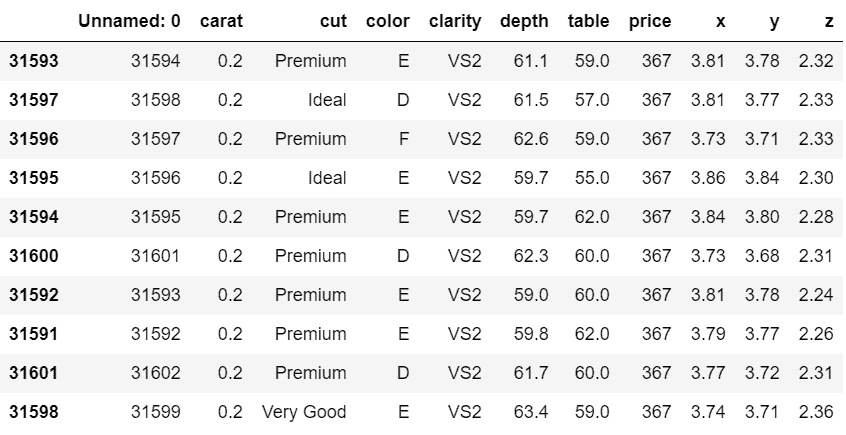 Unnamed: 0 carat cut color clarity depth table price x y z
31593 31594 0.2 Premium E VS2 61.1 59.0 367 3.81 3.78 2.32
31597 31598 0.2 Ideal D VS2 61.5 57.0 367 3.81 3.77 2.33
31596 31597 0.2 Premium F VS2 62.6 59.0 367 3.73 3.71 2.33
31595 31596 0.2 Ideal E VS2 59.7 55.0 367 3.86 3.84 2.30
31594 31595 0.2 Premium E VS2 59.7 62.0 367 3.84 3.80 2.28
31600 31601 0.2 Premium D VS2 62.3 60.0 367 3.73 3.68 2.31
31592 31593 0.2 Premium E VS2 59.0 60.0 367 3.81 3.78 2.24
31591 31592 0.2 Premium E VS2 59.8 62.0 367 3.79 3.77 2.26
31601 31602 0.2 Premium D VS2 61.7 60.0 367 3.77 3.72 2.31
31598 31599 0.2 Very Good E VS2 63.4 59.0 367 3.74 3.71 2.36